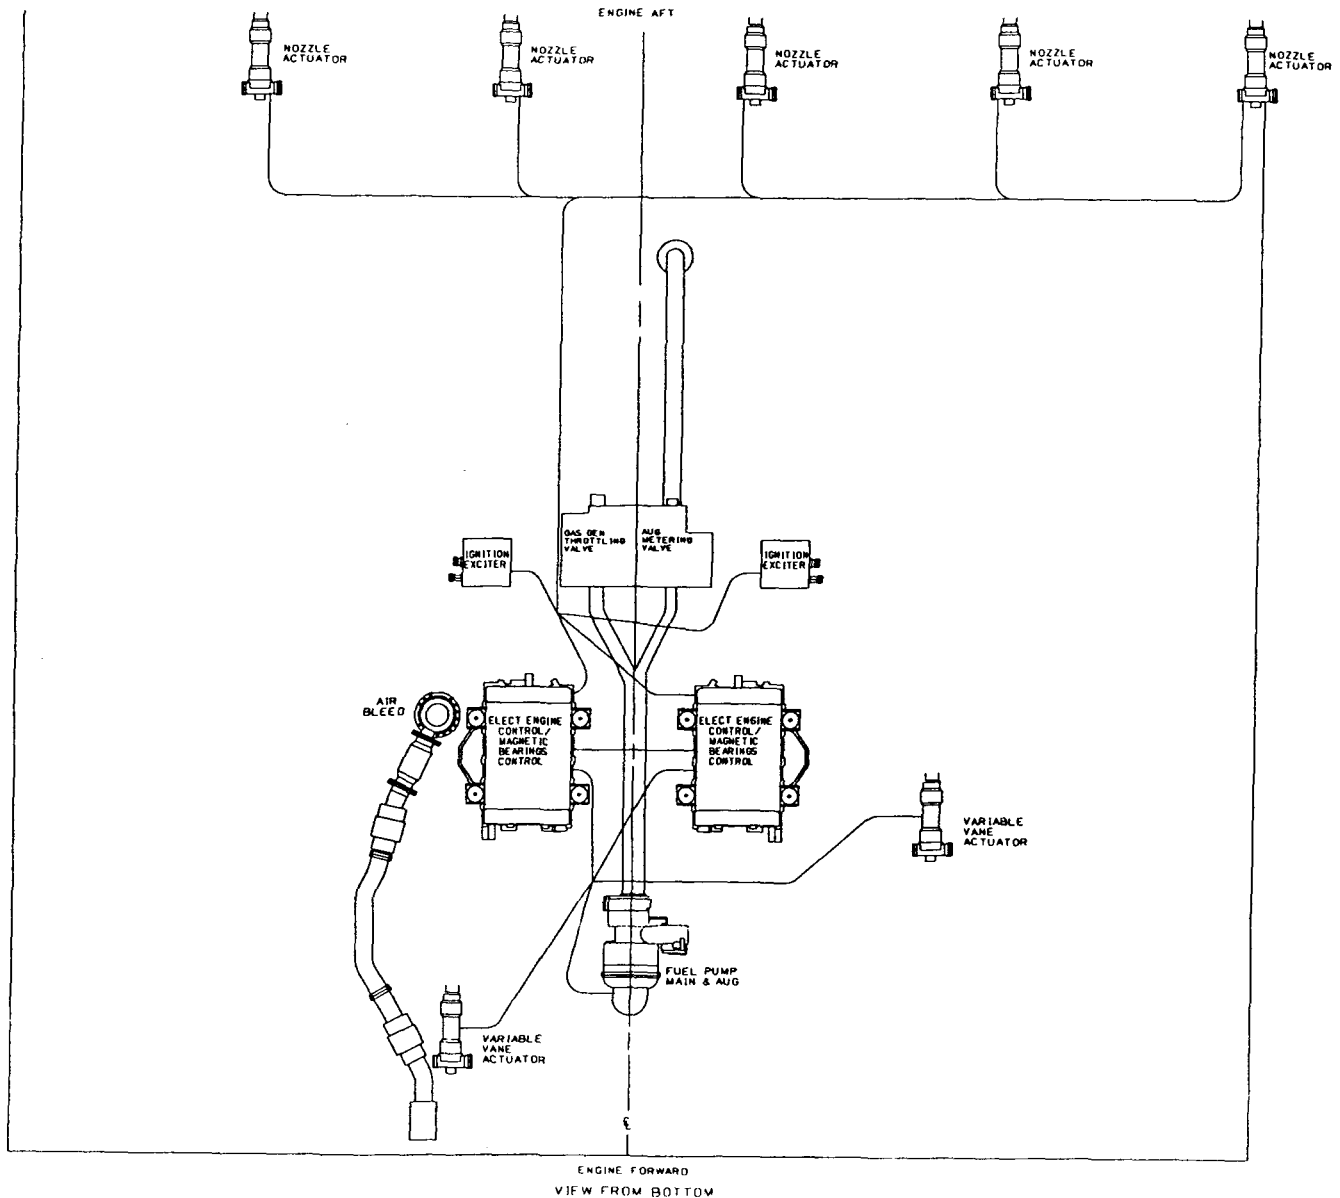 ENGINE AFT
NOZZLE
ACTUATOR
NOZZLE
ACTUATOR
NOZZLE
ACTUATOR
NOZZLE
ACTUATOR
NOZZLE
ACTUATOR
GAS GEN
THROTTLING
VALVE
AUG
METERING
VALVE
IGNITION
EXCITER
IGNITION
EXCITER
AIR
BLEED
ELECT ENGINE
CONTROL/
MAGNETIC
BEARINGS
CONTROL
ELECT ENGINE
CONTROL/
MAGNETIC
BEARINGS
CONTROL
VARIABLE
VANE
ACTUATOR
FUEL PUMP
MAIN & AUG
VARIABLE
VANE
ACTUATOR
℄
ENGINE FORWARD
VIEW FROM BOTTOM